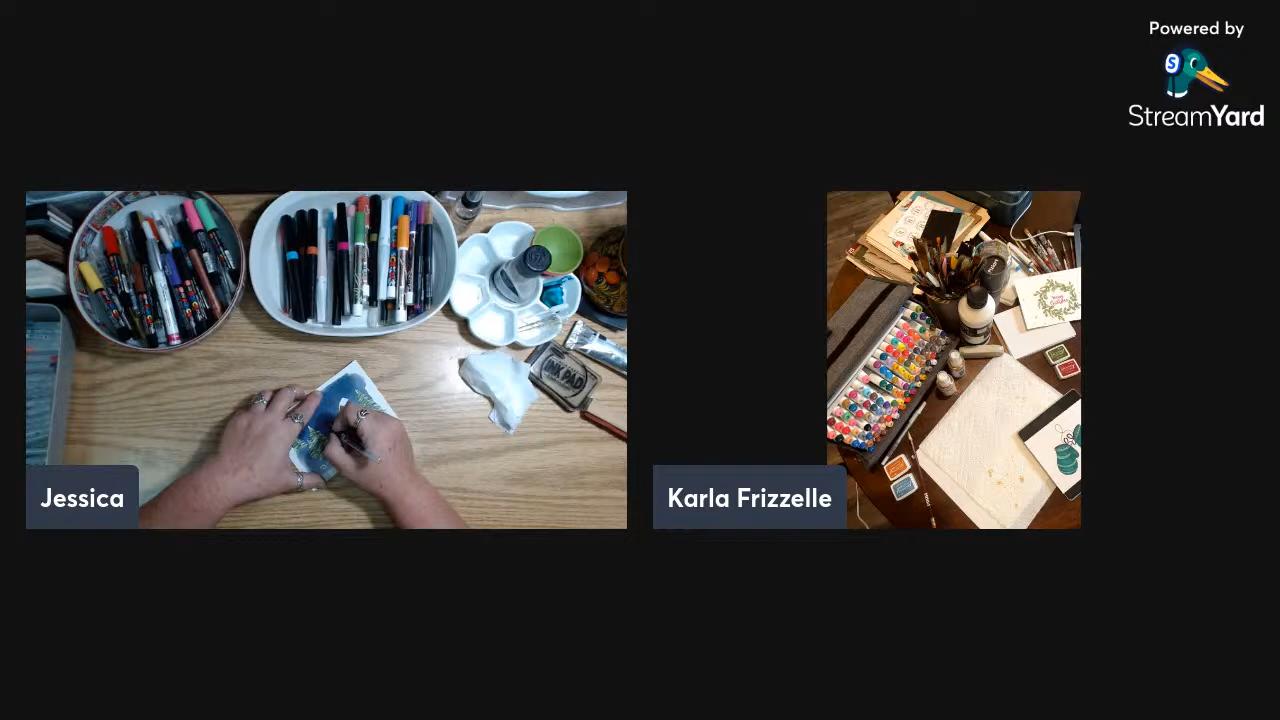 Powered by
S
StreamYard
INK PAD
Jessica
Karla Frizzelle